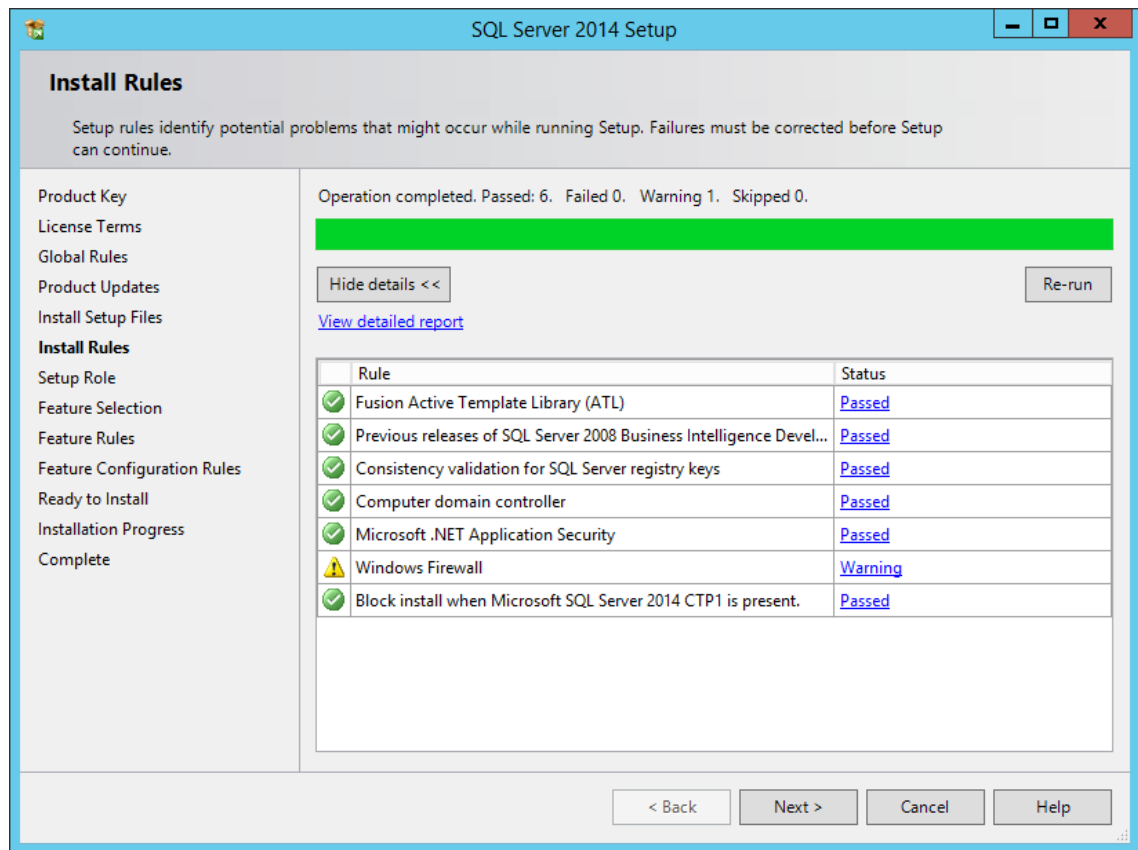 SQL Server 2014 Setup
Install Rules
Setup rules identify potential problems that might occur while running Setup. Failures must be corrected before Setup
can continue.
Product Key
License Terms
Global Rules
Product Updates
Install Setup Files
Install Rules
Setup Role
Feature Selection
Feature Rules
Feature Configuration Rules
Ready to Install
Installation Progress
Complete
Operation completed. Passed: 6. Failed 0. Warning 1. Skipped 0.
Hide details <<
Re-run
View detailed report
Rule Status
Fusion Active Template Library (ATL) Passed
Previous releases of SQL Server 2008 Business Intelligence Devel... Passed
Consistency validation for SQL Server registry keys Passed
Computer domain controller Passed
Microsoft .NET Application Security Passed
Windows Firewall Warning
Block install when Microsoft SQL Server 2014 CTP1 is present. Passed
< Back Next > Cancel Help